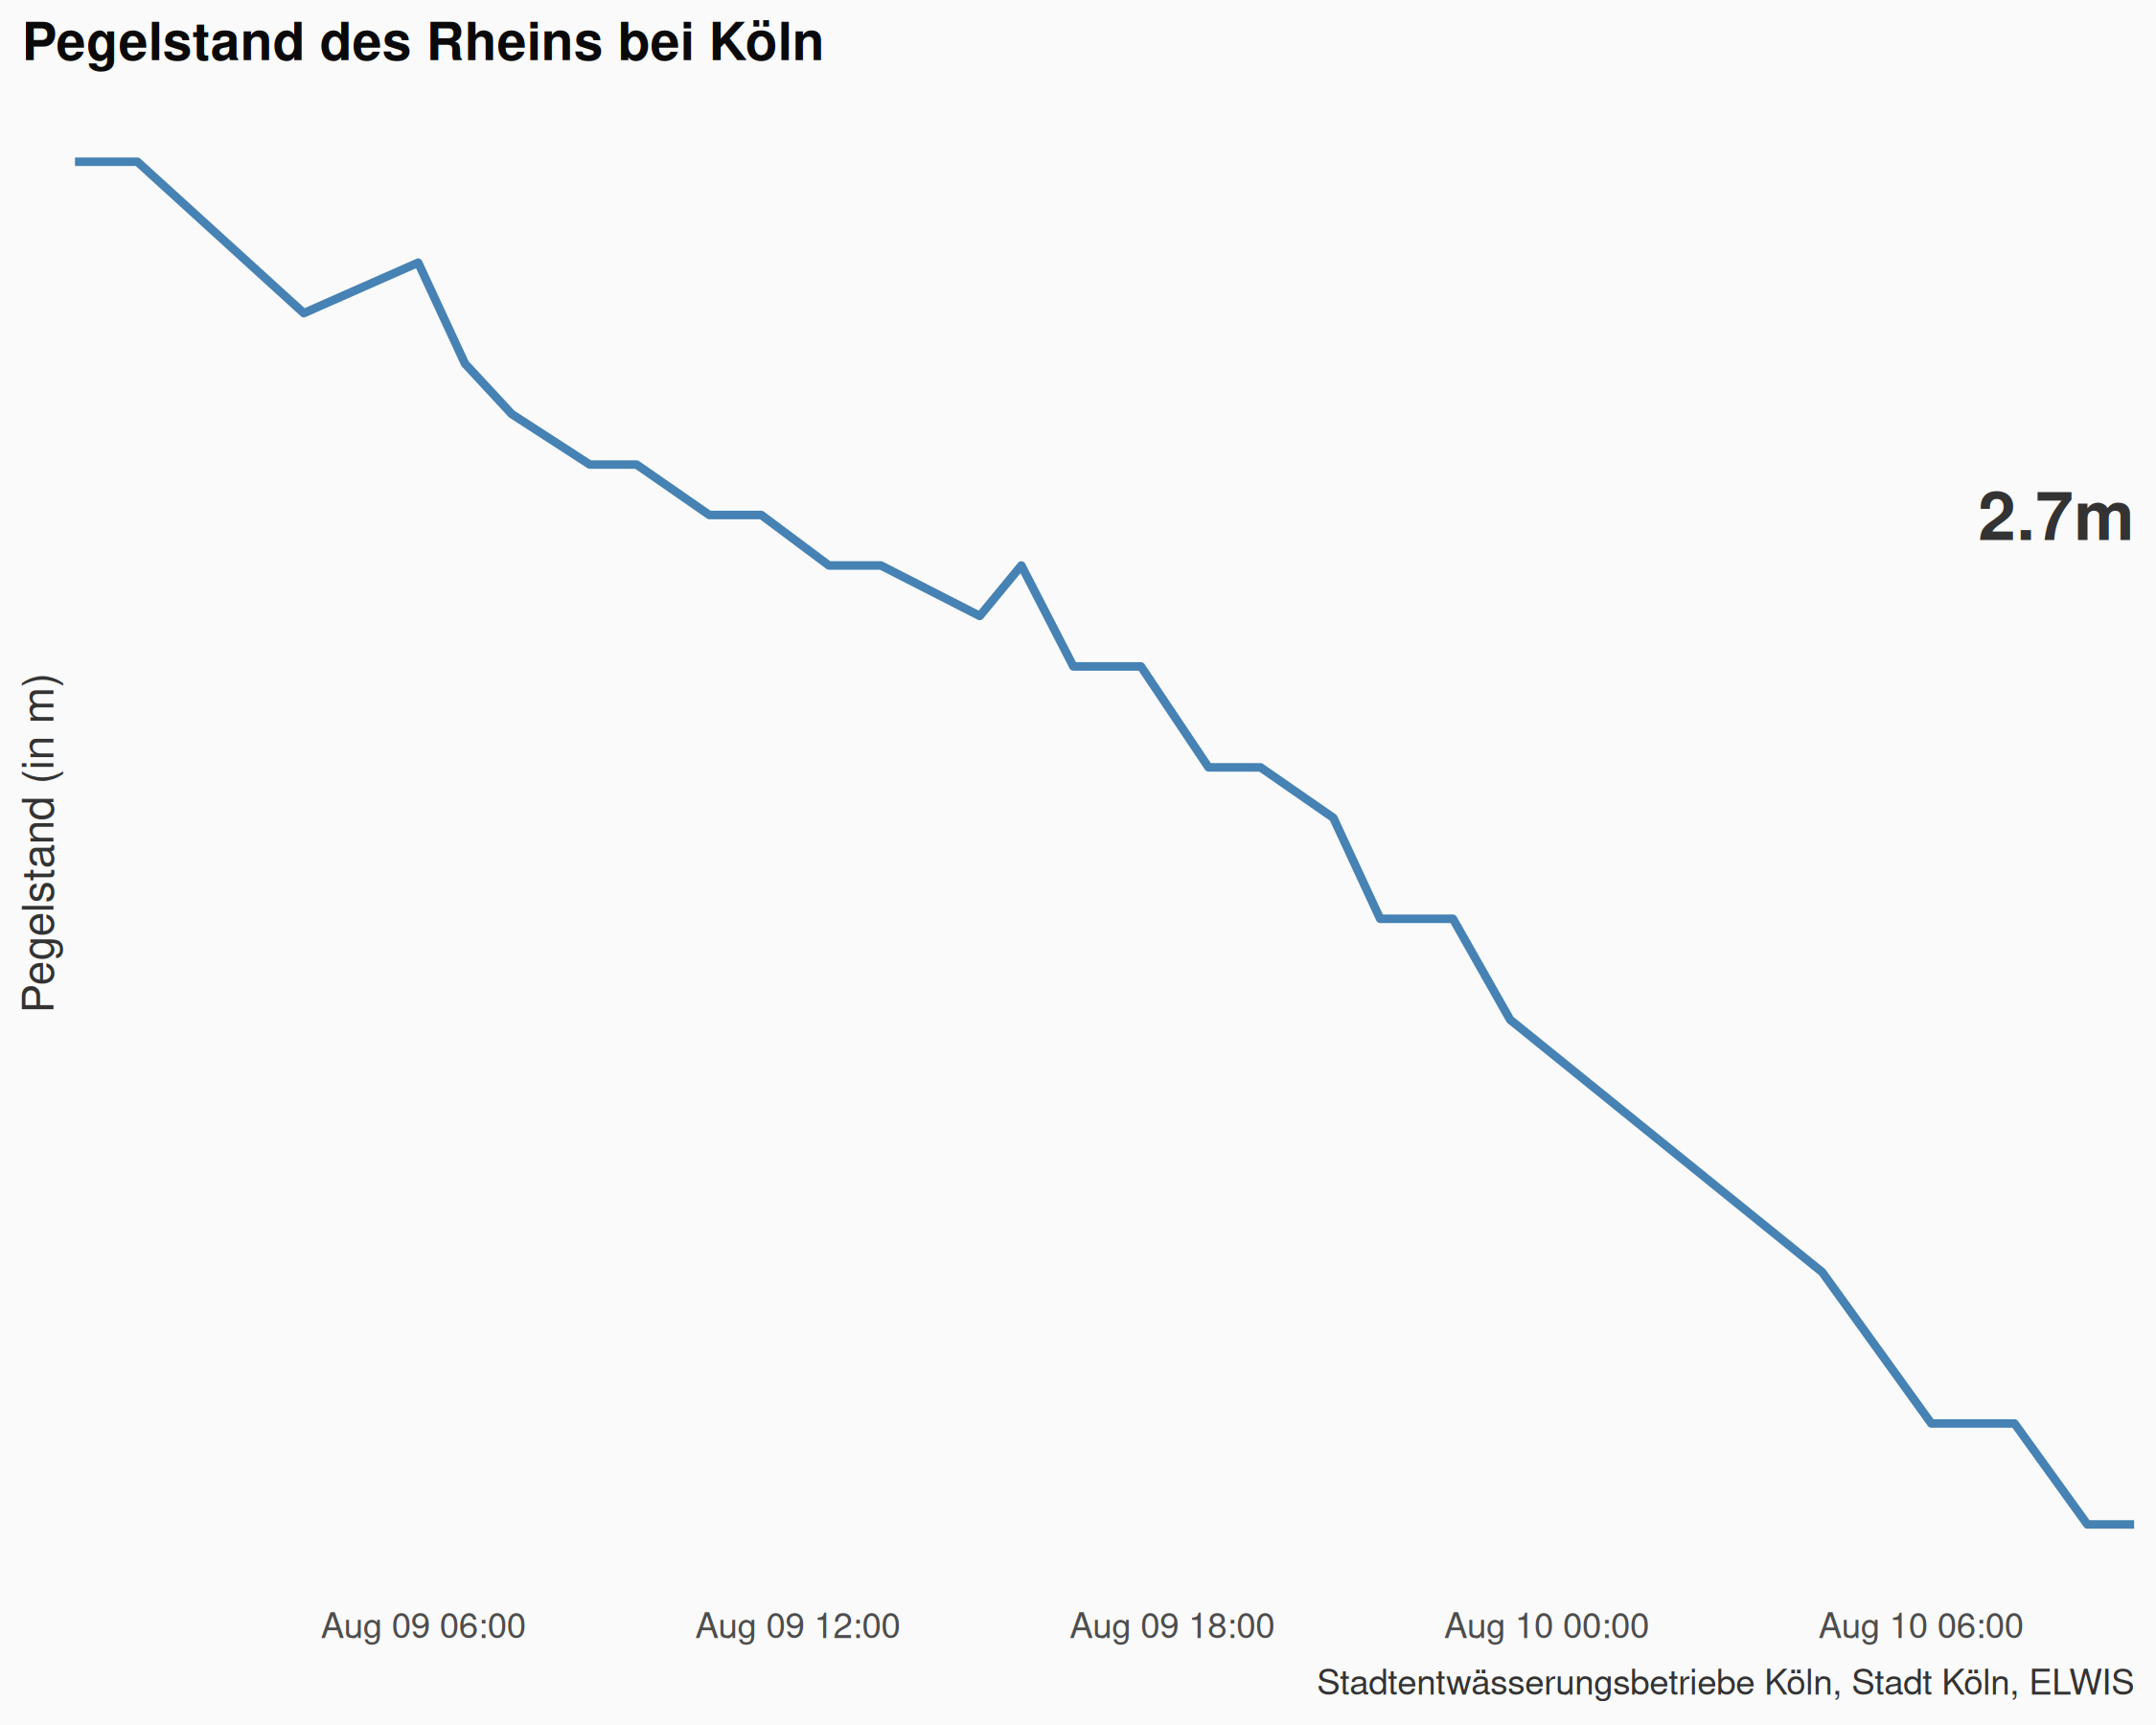 Pegelstand des Rheins bei Köln
2.7m
Pegelstand (in m)
Aug 09 06:00 Aug 09 12:00 Aug 09 18:00 Aug 10 00:00 Aug 10 06:00
Stadtentwässerungsbetriebe Köln, Stadt Köln, ELWIS